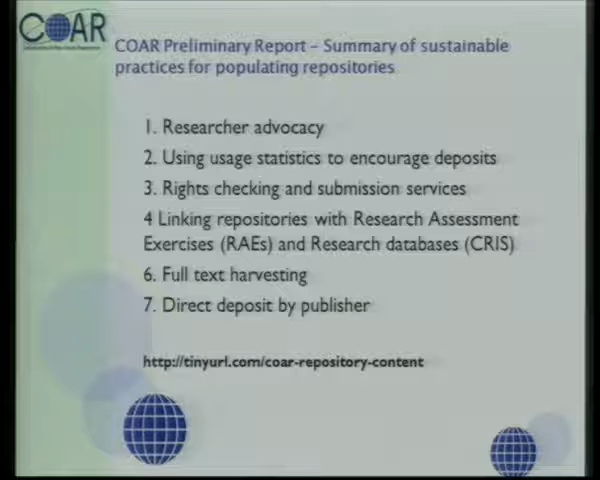 COAR
COAR Preliminary Report – Summary of sustainable
practices for populating repositories
1. Researcher advocacy
2. Using usage statistics to encourage deposits
3. Rights checking and submission services
4 Linking repositories with Research Assessment
Exercises (RAEs) and Research databases (CRIS)
6. Full text harvesting
7. Direct deposit by publisher
http://tinyurl.com/coar-repository-content